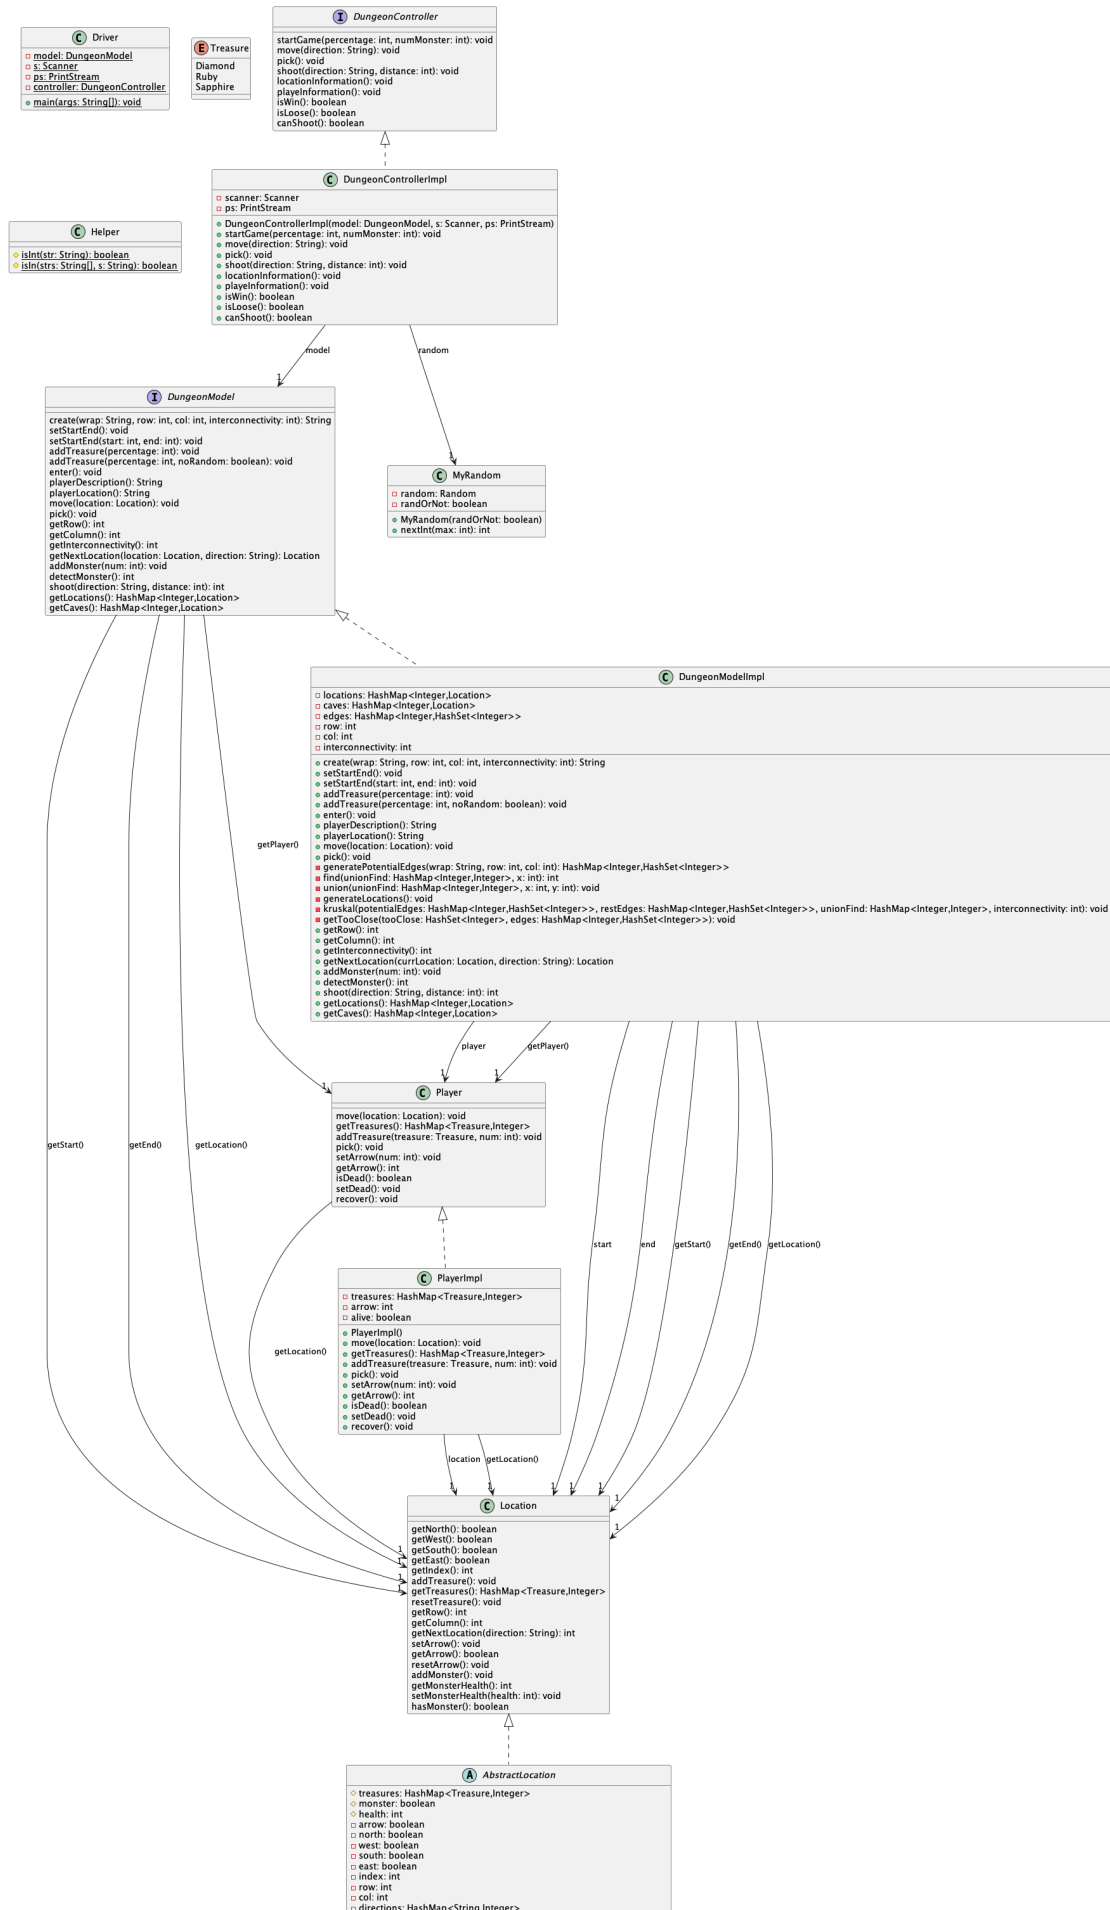 Driver
model: DungeonModel
s: Scanner
ps: PrintStream
controller: DungeonController
main(args: String[]): void
Treasure
Diamond
Ruby
Sapphire
DungeonController
startGame(percentage: int, numMonster: int): void
move(direction: String): void
pick(): void
shoot(direction: String, distance: int): void
locationInformation(): void
playeInformation(): void
isWin(): boolean
isLoose(): boolean
canShoot(): boolean
Helper
isInt(str: String): boolean
isIn(strs: String[], s: String): boolean
DungeonControllerImpl
scanner: Scanner
ps: PrintStream
DungeonControllerImpl(model: DungeonModel, s: Scanner, ps: PrintStream)
startGame(percentage: int, numMonster: int): void
move(direction: String): void
pick(): void
shoot(direction: String, distance: int): void
locationInformation(): void
playeInformation(): void
isWin(): boolean
isLoose(): boolean
canShoot(): boolean
model
random
1
1
DungeonModel
create(wrap: String, row: int, col: int, interconnectivity: int): String
setStartEnd(): void
setStartEnd(start: int, end: int): void
addTreasure(percentage: int): void
addTreasure(percentage: int, noRandom: boolean): void
enter(): void
playerDescription(): String
playerLocation(): String
move(location: Location): void
pick(): void
getRow(): int
getColumn(): int
getInterconnectivity(): int
getNextLocation(location: Location, direction: String): Location
addMonster(num: int): void
detectMonster(): int
shoot(direction: String, distance: int): int
getLocations(): HashMap<Integer,Location>
getCaves(): HashMap<Integer,Location>
MyRandom
random: Random
randOrNot: boolean
MyRandom(randOrNot: boolean)
nextInt(max: int): int
DungeonModelImpl
locations: HashMap<Integer,Location>
caves: HashMap<Integer,Location>
edges: HashMap<Integer,HashSet<Integer>>
row: int
col: int
interconnectivity: int
create(wrap: String, row: int, col: int, interconnectivity: int): String
setStartEnd(): void
setStartEnd(start: int, end: int): void
addTreasure(percentage: int): void
addTreasure(percentage: int, noRandom: boolean): void
enter(): void
playerDescription(): String
playerLocation(): String
move(location: Location): void
pick(): void
generatePotentialEdges(wrap: String, row: int, col: int): HashMap<Integer,HashSet<Integer>>
find(unionFind: HashMap<Integer,Integer>, x: int): int
union(unionFind: HashMap<Integer,Integer>, x: int, y: int): void
generateLocations(): void
kruskal(potentialEdges: HashMap<Integer,HashSet<Integer>>, restEdges: HashMap<Integer,HashSet<Integer>>, unionFind: HashMap<Integer,Integer>, interconnectivity: int): void
getTooClose(tooClose: HashSet<Integer>, edges: HashMap<Integer,HashSet<Integer>>): void
getRow(): int
getColumn(): int
getInterconnectivity(): int
getNextLocation(currLocation: Location, direction: String): Location
addMonster(num: int): void
detectMonster(): int
shoot(direction: String, distance: int): int
getLocations(): HashMap<Integer,Location>
getCaves(): HashMap<Integer,Location>
getPlayer()
player
getPlayer()
1
1
1
Player
move(location: Location): void
getTreasures(): HashMap<Treasure,Integer>
addTreasure(treasure: Treasure, num: int): void
pick(): void
setArrow(num: int): void
getArrow(): int
isDead(): boolean
setDead(): void
recover(): void
getStart()
getEnd()
getLocation()
start
end
getStart()
getEnd()
getLocation()
PlayerImpl
treasures: HashMap<Treasure,Integer>
arrow: int
alive: boolean
PlayerImpl()
move(location: Location): void
getTreasures(): HashMap<Treasure,Integer>
addTreasure(treasure: Treasure, num: int): void
pick(): void
setArrow(num: int): void
getArrow(): int
isDead(): boolean
setDead(): void
recover(): void
getLocation()
location
getLocation()
1
1
1
1
1
1
1
1
1
1
1
Location
getNorth(): boolean
getWest(): boolean
getSouth(): boolean
getEast(): boolean
getIndex(): int
addTreasure(): void
getTreasures(): HashMap<Treasure,Integer>
resetTreasure(): void
getRow(): int
getColumn(): int
getNextLocation(direction: String): int
setArrow(): void
getArrow(): boolean
resetArrow(): void
addMonster(): void
getMonsterHealth(): int
setMonsterHealth(health: int): void
hasMonster(): boolean
AbstractLocation
treasures: HashMap<Treasure,Integer>
monster: boolean
health: int
arrow: boolean
north: boolean
west: boolean
south: boolean
east: boolean
index: int
row: int
col: int
directions: HashMap<String,Integer>